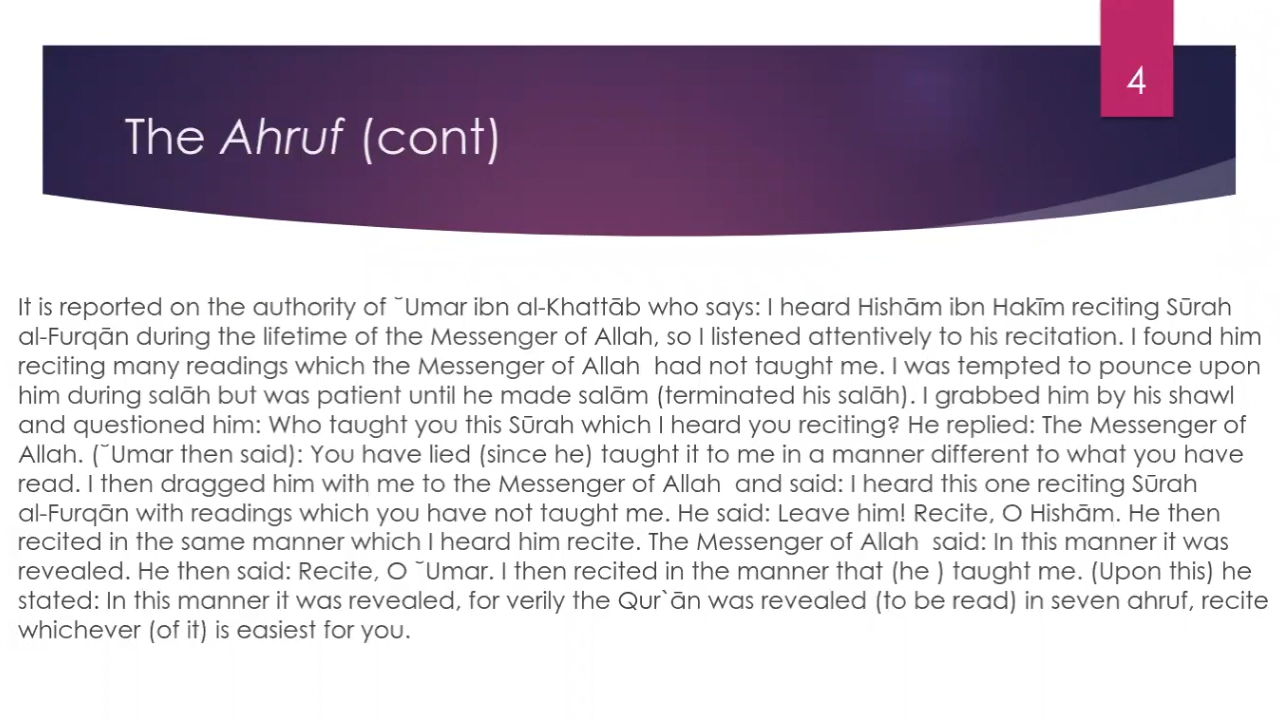 4
The Ahruf (cont)
It is reported on the authority of ˘Umar ibn al-Khattāb who says: I heard Hishām ibn Hakīm reciting Sūrah
al-Furqān during the lifetime of the Messenger of Allah, so I listened attentively to his recitation. I found him
reciting many readings which the Messenger of Allah  had not taught me. I was tempted to pounce upon
him during salāh but was patient until he made salām (terminated his salāh). I grabbed him by his shawl
and questioned him: Who taught you this Sūrah which I heard you reciting? He replied: The Messenger of
Allah. (˘Umar then said): You have lied (since he) taught it to me in a manner different to what you have
read. I then dragged him with me to the Messenger of Allah  and said: I heard this one reciting Sūrah
al-Furqān with readings which you have not taught me. He said: Leave him! Recite, O Hishām. He then
recited in the same manner which I heard him recite. The Messenger of Allah  said: In this manner it was
revealed. He then said: Recite, O ˘Umar. I then recited in the manner that (he ) taught me. (Upon this) he
stated: In this manner it was revealed, for verily the Qur`ān was revealed (to be read) in seven ahruf, recite
whichever (of it) is easiest for you.